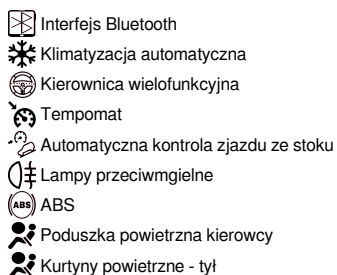 Interfejs Bluetooth
Klimatyzacja automatyczna
Kierownica wielofunkcyjna
Tempomat
Automatyczna kontrola zjazdu ze stoku
Lampy przeciwmgielne
(ABS) ABS
Poduszka powietrzna kierowcy
Kurtyny powietrzne - tył